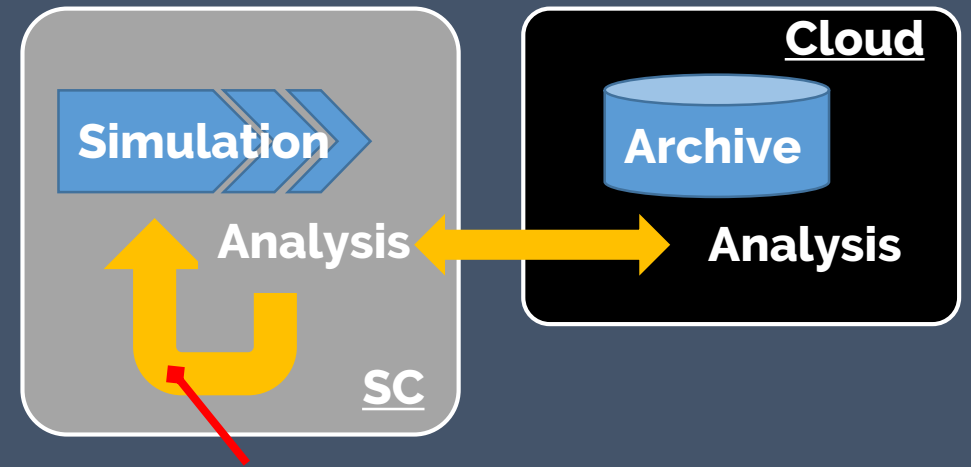 Cloud
Simulation
Archive
Analysis
Analysis
SC